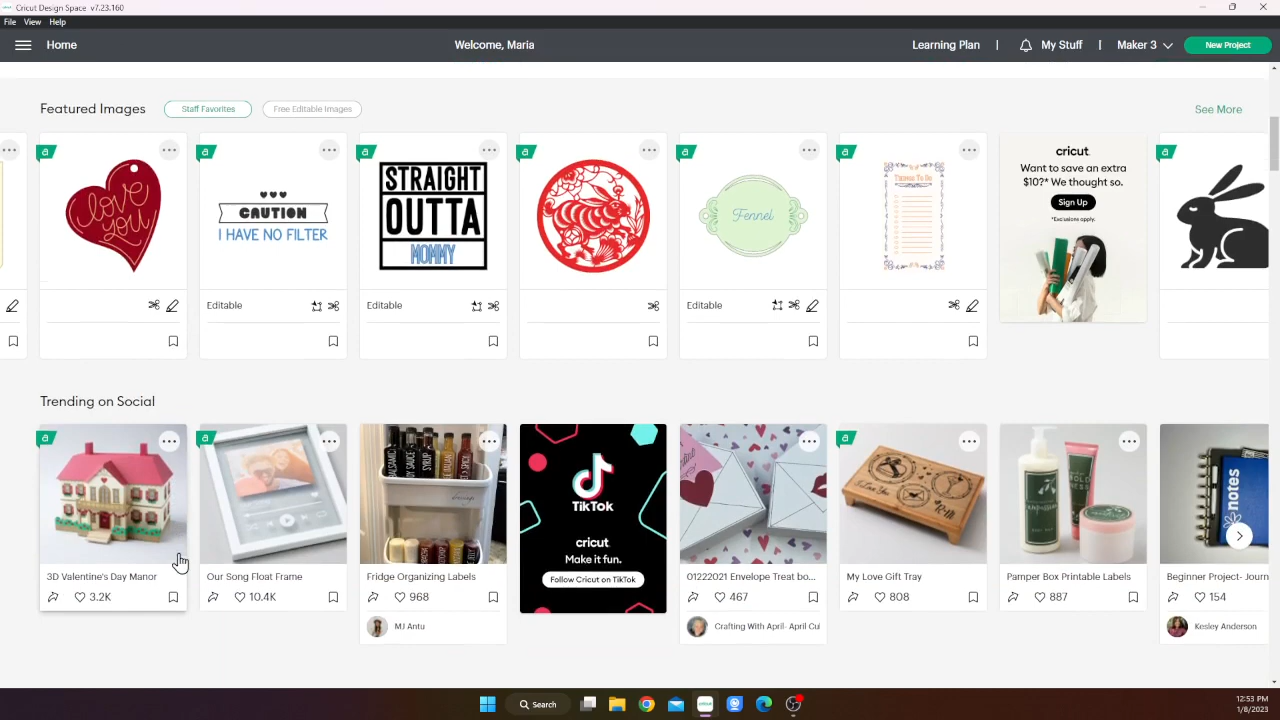 Cricut Design Space v7.23.160
File View Help
Home
Welcome, Maria
Learning Plan | My Stuff | Maker 3 New Project
Featured Images Staff Favorites Free Editable Images See More
a a a a a a a
love you
CAUTION
I HAVE NO FILTER
STRAIGHT
OUTTA
MOMMY
Fennel
THINGS TO DO
cricut
Want to save an extra
$10?* We thought so.
Sign Up
*Exclusions apply.
Editable Editable Editable
Trending on Social
a a a
TikTok
cricut
Make it fun.
Follow Cricut on TikTok
notes
3D Valentine's Day Manor
3.2K
Our Song Float Frame
10.4K
Fridge Organizing Labels
968
MJ Antu
01222021 Envelope Treat bo...
467
Crafting With April- April Cui
My Love Gift Tray
808
Pamper Box Printable Labels
887
Beginner Project- Journ
154
Kesley Anderson
Search
12:53 PM
1/8/2023